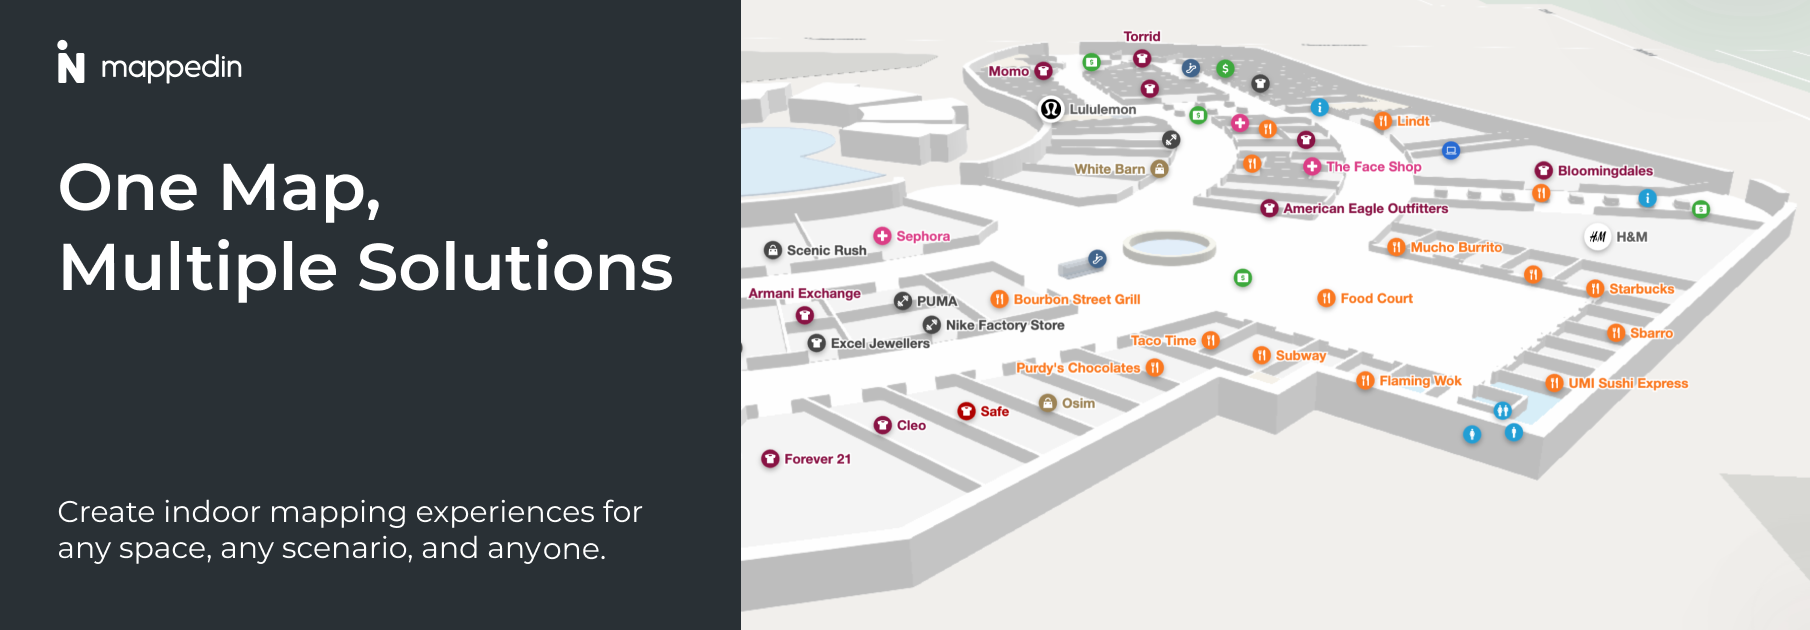 mappedin
One Map,
Multiple Solutions
Create indoor mapping experiences for
any space, any scenario, and anyone.
Torrid
Momo
Lululemon
Lindt
White Barn
The Face Shop
Bloomingdales
American Eagle Outfitters
Sephora
H&M
Scenic Rush
Mucho Burrito
Armani Exchange
PUMA
Bourbon Street Grill
Food Court
Starbucks
Nike Factory Store
Excel Jewellers
Taco Time
Sbarro
Subway
Purdy's Chocolates
Flaming Wok
UMI Sushi Express
Osim
Safe
Cleo
Forever 21